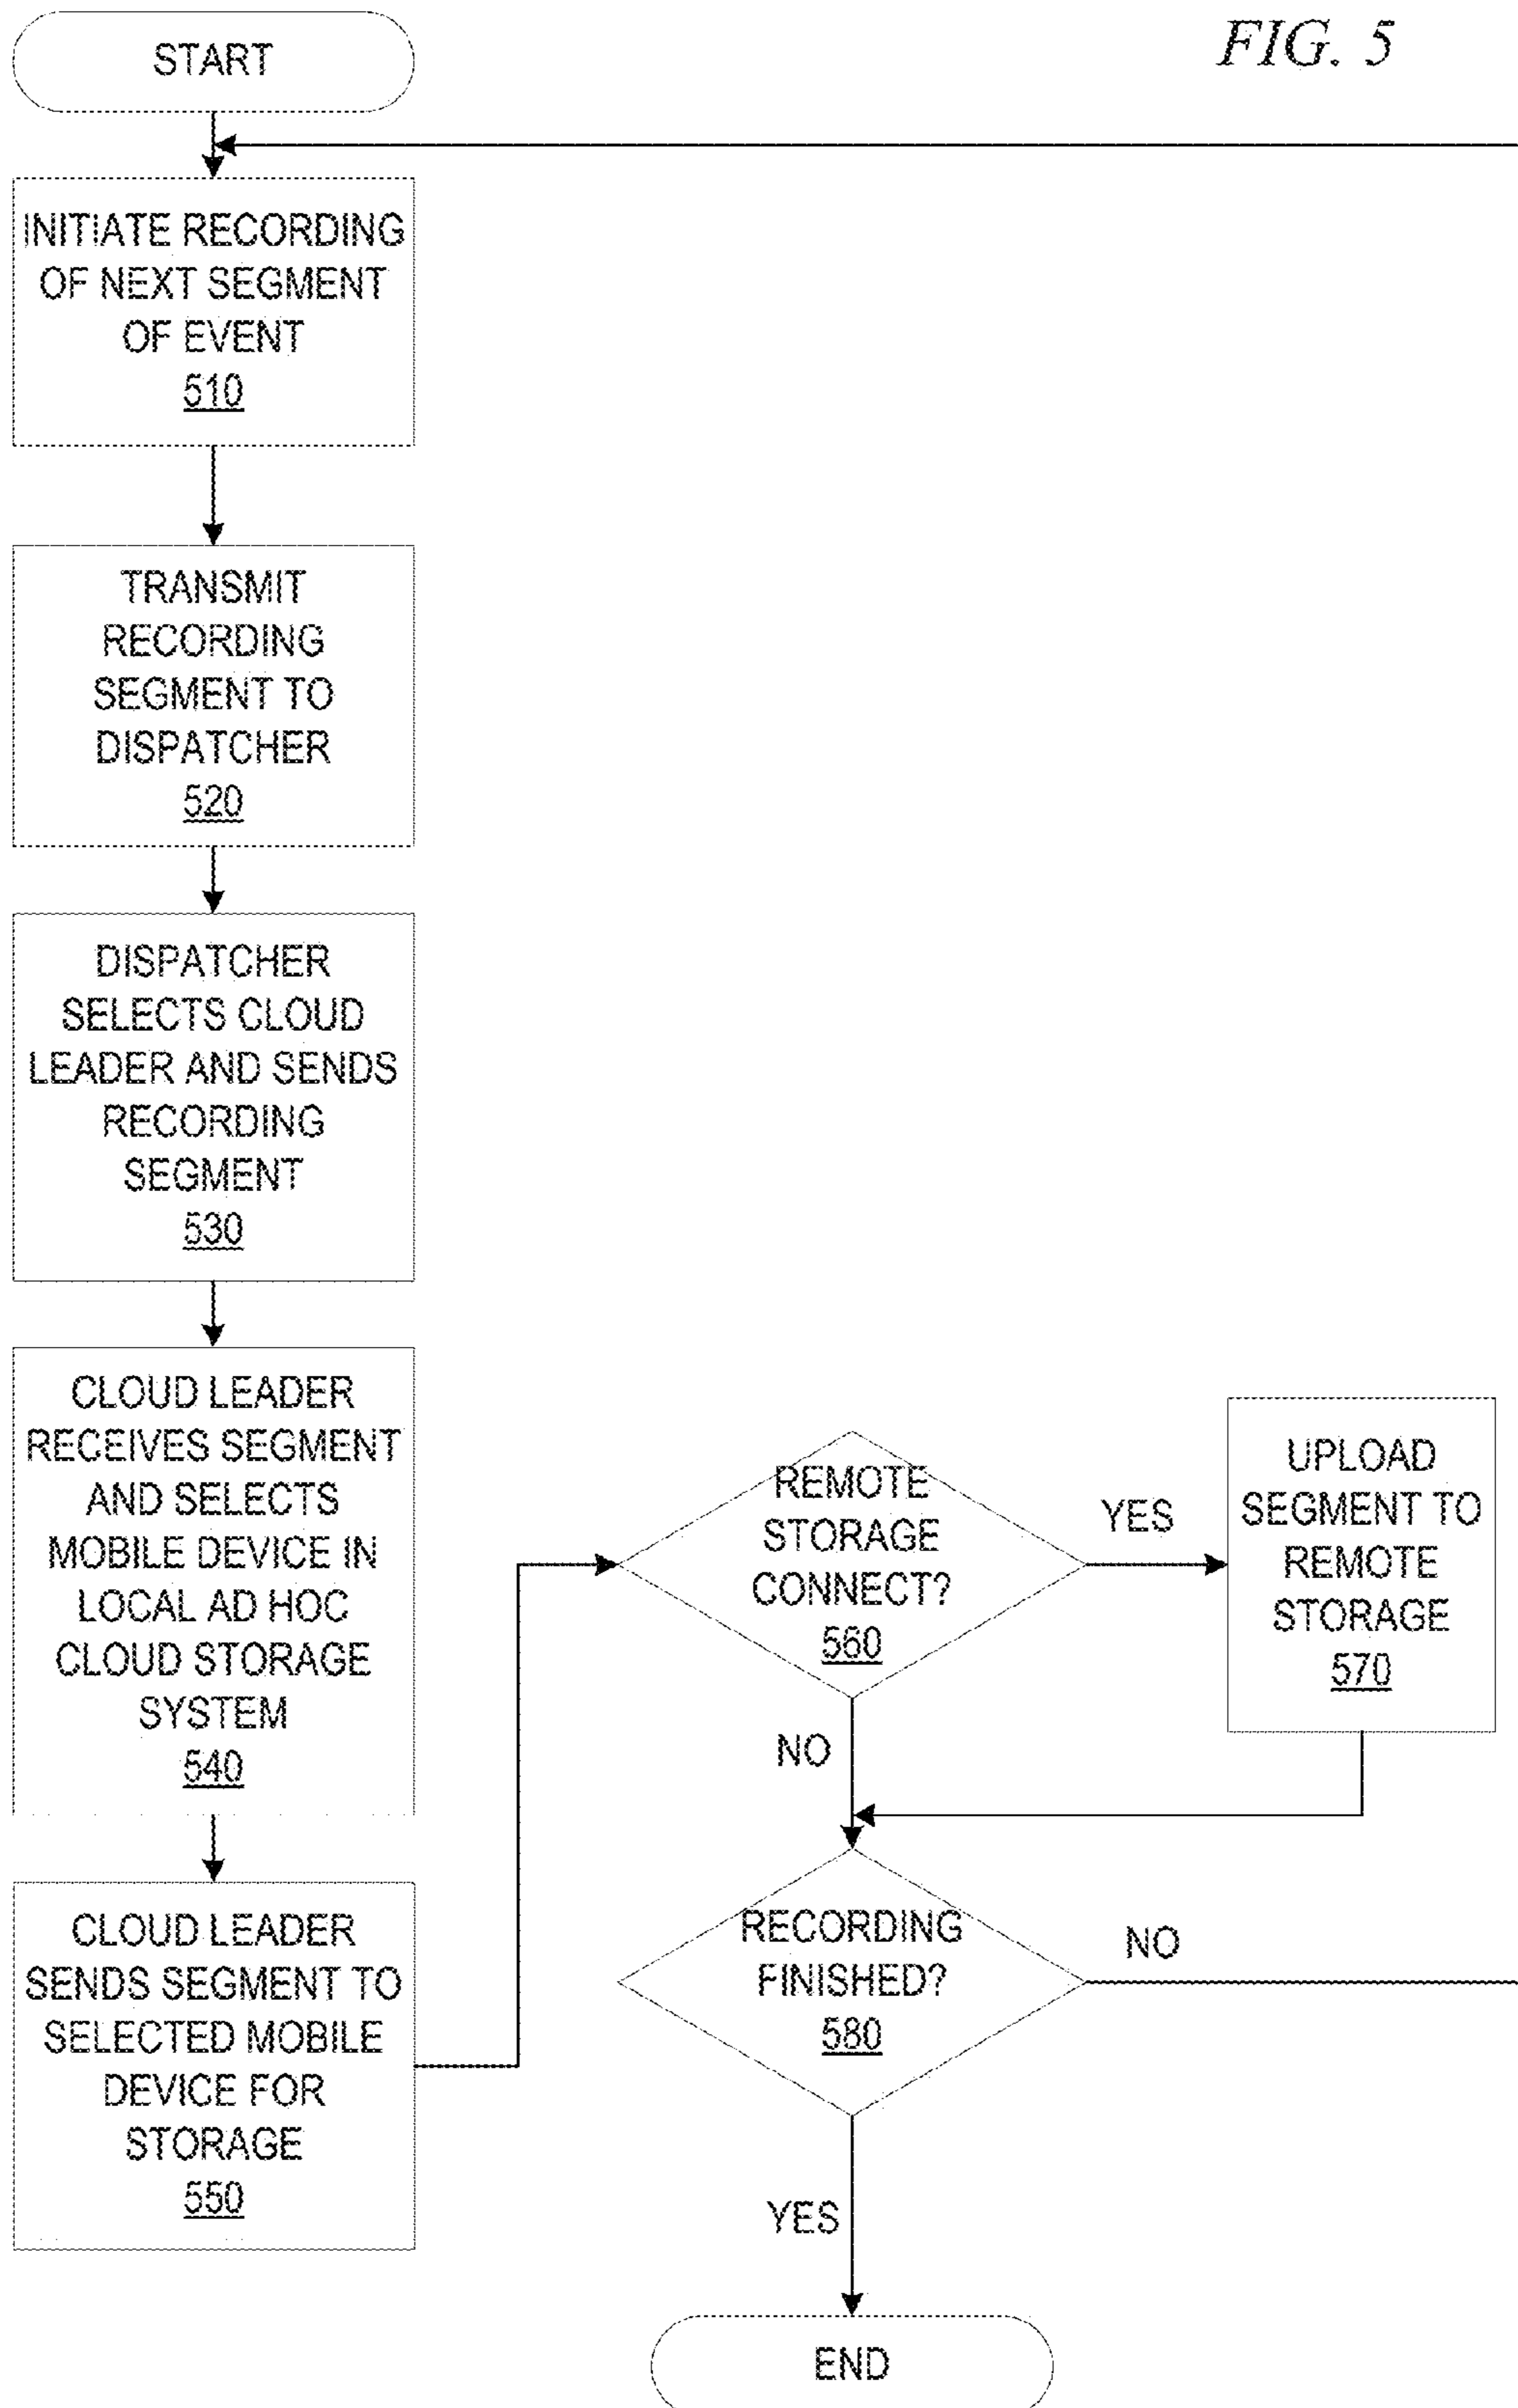 FIG. 5
START
INITIATE RECORDING
OF NEXT SEGMENT
OF EVENT
510
TRANSMIT
RECORDING
SEGMENT TO
DISPATCHER
520
DISPATCHER
SELECTS CLOUD
LEADER AND SENDS
RECORDING
SEGMENT
530
CLOUD LEADER
RECEIVES SEGMENT
AND SELECTS
MOBILE DEVICE IN
LOCAL AD HOC
CLOUD STORAGE
SYSTEM
540
CLOUD LEADER
SENDS SEGMENT TO
SELECTED MOBILE
DEVICE FOR
STORAGE
550
REMOTE
STORAGE
CONNECT?
560
YES
UPLOAD
SEGMENT TO
REMOTE
STORAGE
570
NO
RECORDING
FINISHED?
580
NO
YES
END